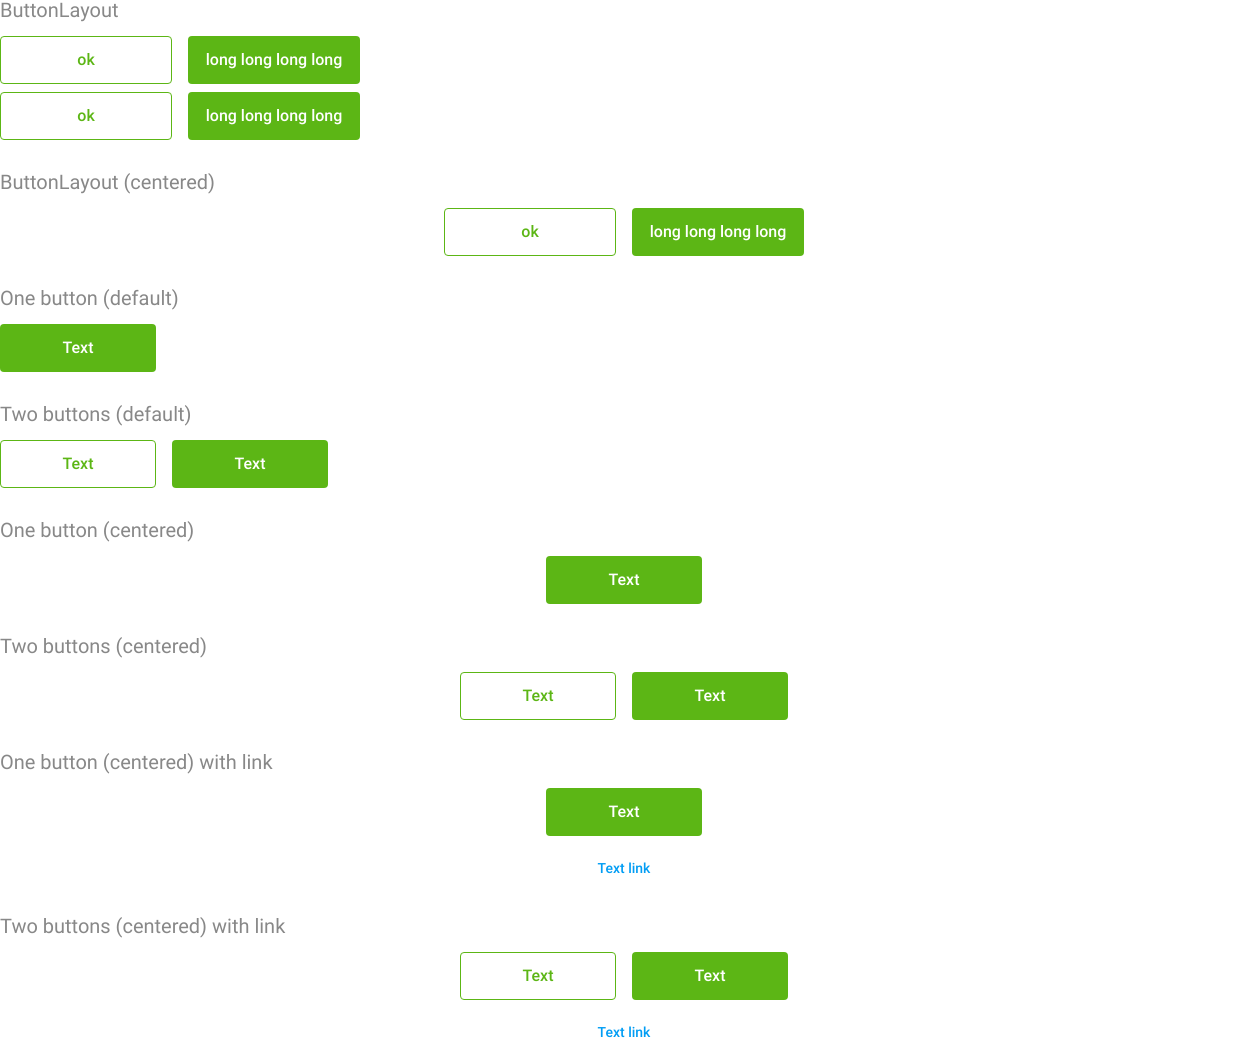 ButtonLayout
ok long long long long
ok long long long long
ButtonLayout (centered)
ok long long long long
One button (default)
Text
Two buttons (default)
Text Text
One button (centered)
Text
Two buttons (centered)
Text Text
One button (centered) with link
Text
Text link
Two buttons (centered) with link
Text Text
Text link